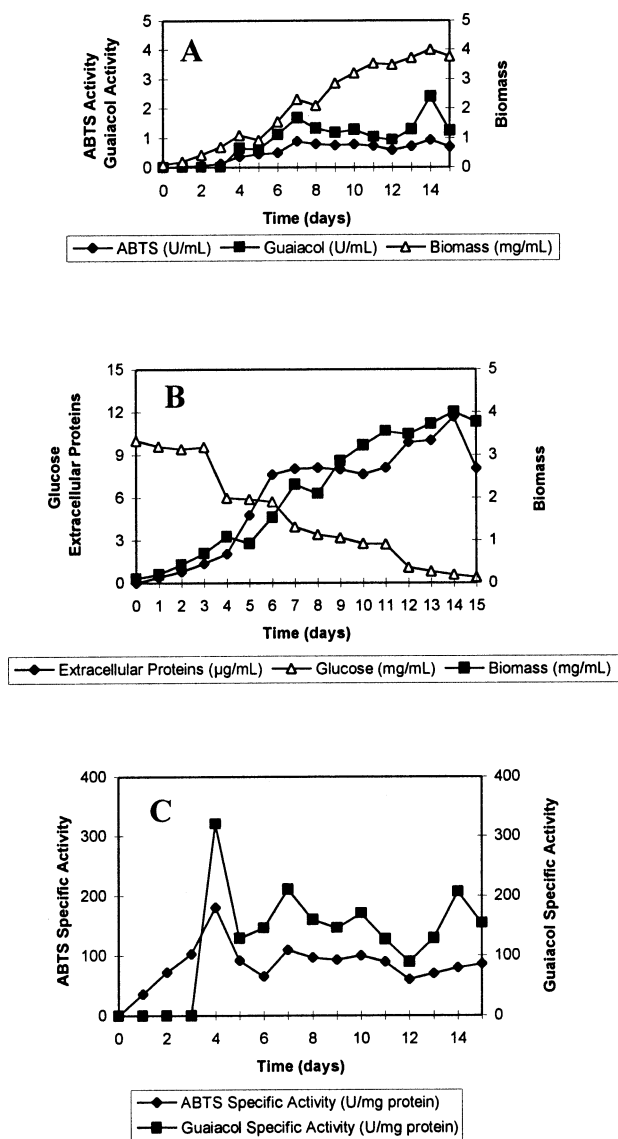 A
ABTS Activity
Guaiacol Activity
5
4
3
2
1
0
Biomass
5
4
3
2
1
0
0 2 4 6 8 10 12 14
Time (days)
ABTS (U/mL) Guaiacol (U/mL) Biomass (mg/mL)
B
Glucose
Extracellular Proteins
15
12
9
6
3
0
Biomass
5
4
3
2
1
0
0 1 2 3 4 5 6 7 8 9 10 11 12 13 14 15
Time (days)
Extracellular Proteins (µg/mL) Glucose (mg/mL) Biomass (mg/mL)
C
ABTS Specific Activity
400
300
200
100
0
Guaiacol Specific Activity
400
300
200
100
0
0 2 4 6 8 10 12 14
Time (days)
ABTS Specific Activity (U/mg protein)
Guaiacol Specific Activity (U/mg protein)